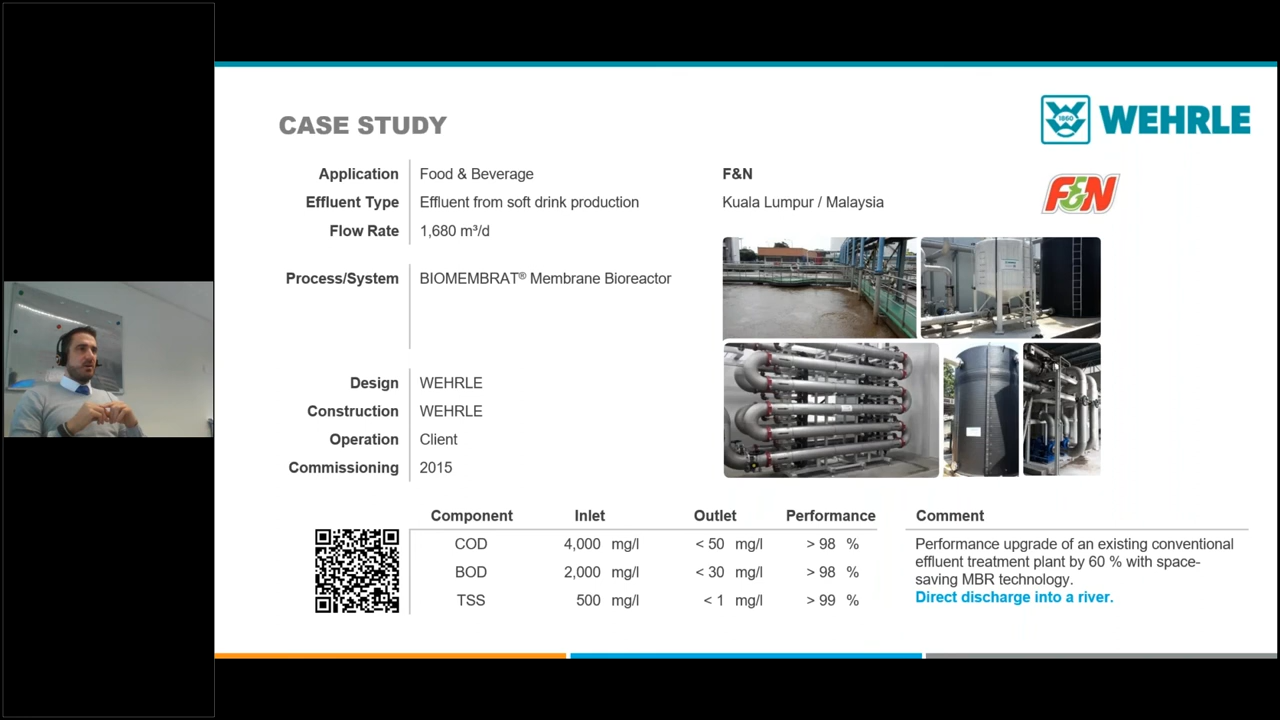 CASE STUDY
1860
WEHRLE
Application Food & Beverage
Effluent Type Effluent from soft drink production
Flow Rate 1,680 m³/d
Process/System BIOMEMBRAT® Membrane Bioreactor
Design WEHRLE
Construction WEHRLE
Operation Client
Commissioning 2015
F&N
Kuala Lumpur / Malaysia
F&N
Component Inlet Outlet Performance
COD 4,000 mg/l < 50 mg/l > 98 %
BOD 2,000 mg/l < 30 mg/l > 98 %
TSS 500 mg/l < 1 mg/l > 99 %
Comment
Performance upgrade of an existing conventional
effluent treatment plant by 60 % with space-
saving MBR technology.
Direct discharge into a river.